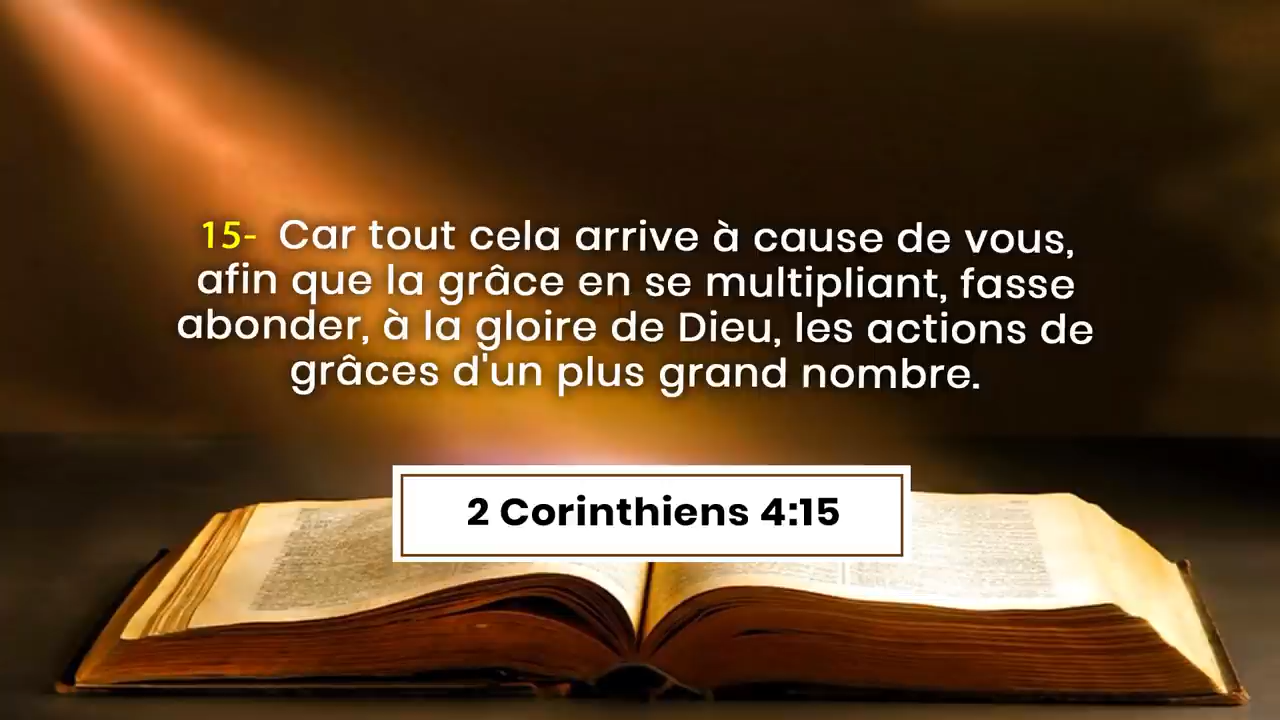 15- Car tout cela arrive à cause de vous,
afin que la grâce en se multipliant, fasse
abonder, à la gloire de Dieu, les actions de
grâces d'un plus grand nombre.
2 Corinthiens 4:15